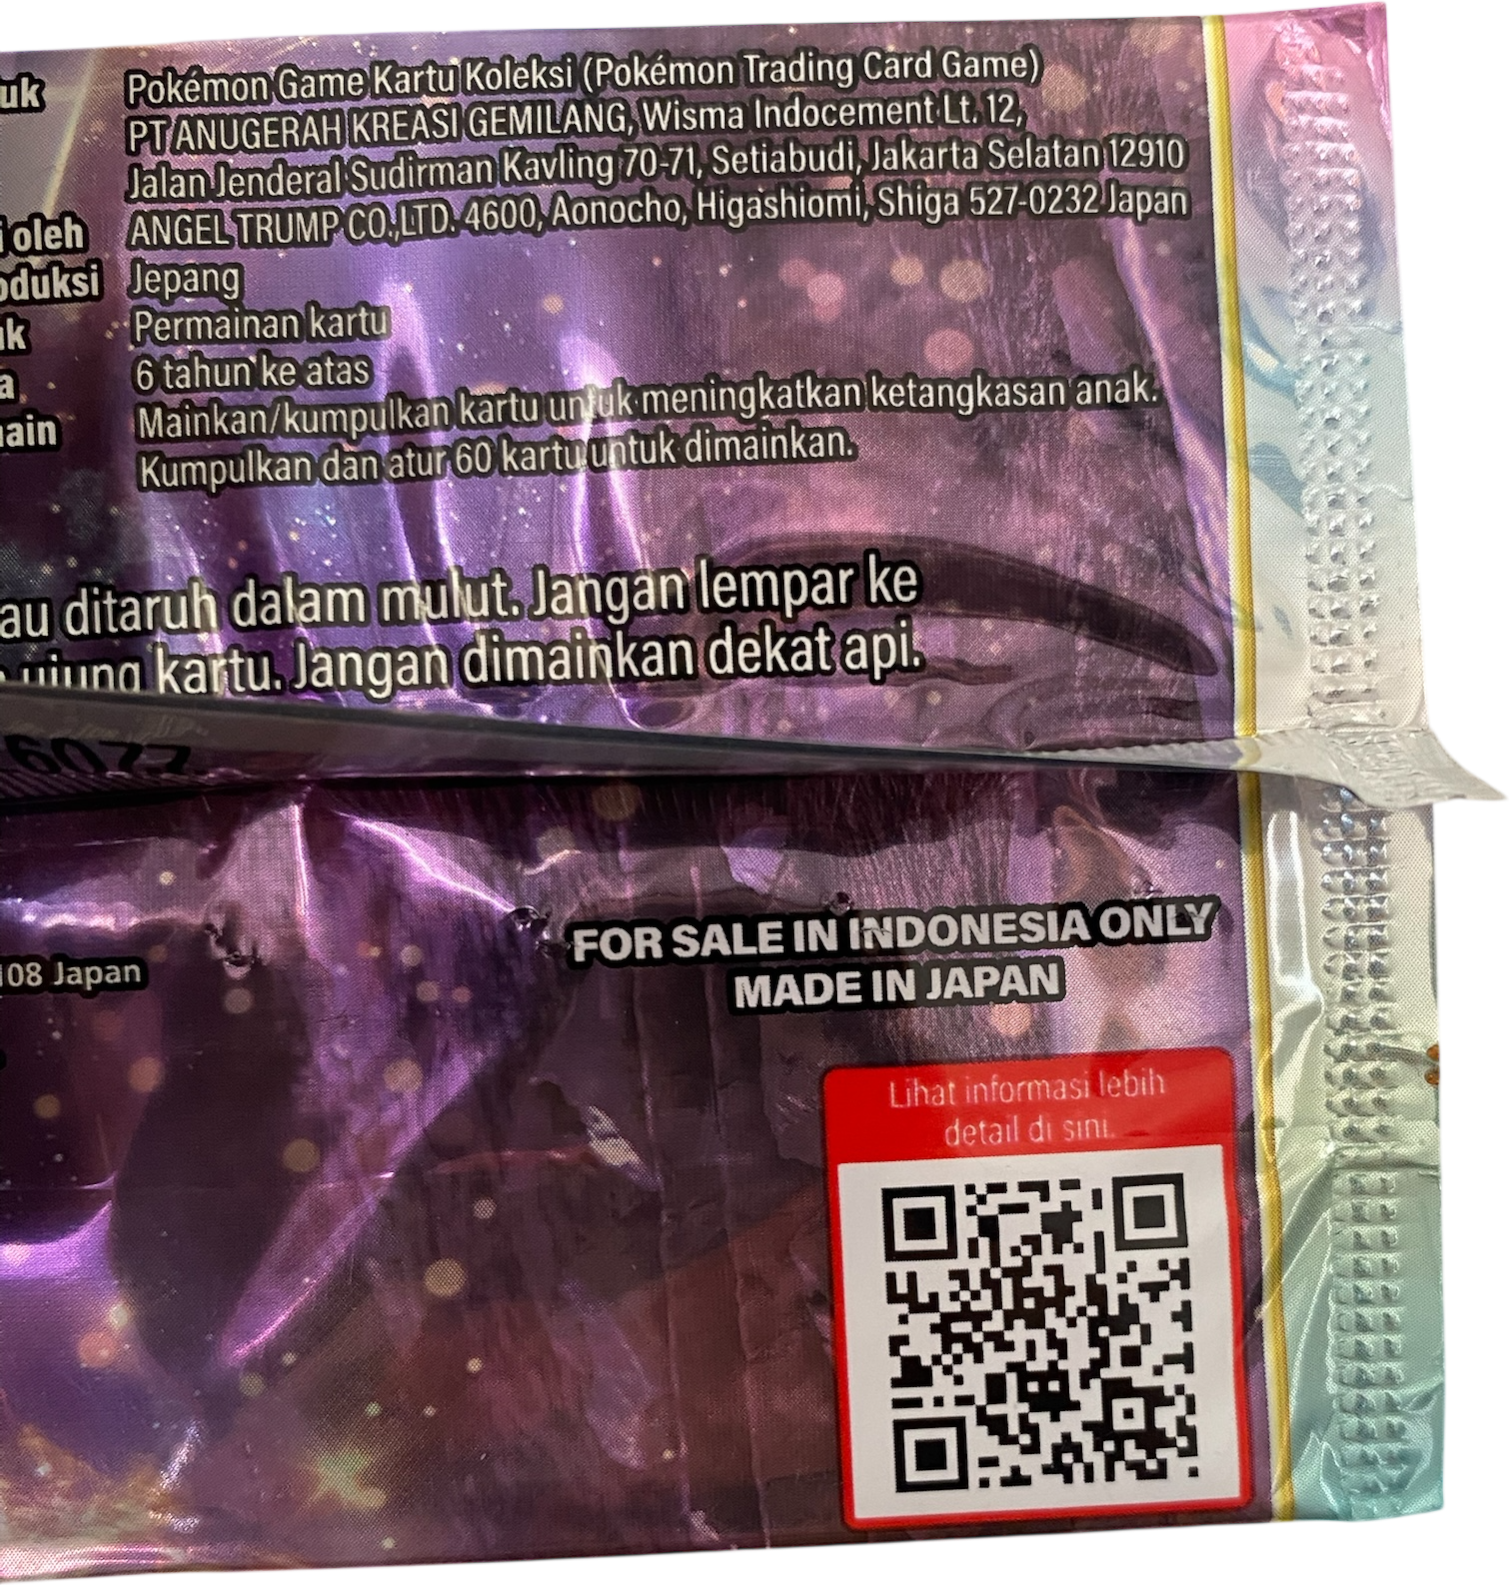 uk Pokémon Game Kartu Koleksi (Pokémon Trading Card Game)
PT ANUGERAH KREASI GEMILANG, Wisma Indocement Lt. 12,
Jalan Jenderal Sudirman Kavling 70-71, Setiabudi, Jakarta Selatan 12910
i oleh ANGEL TRUMP CO.,LTD. 4600, Aonocho, Higashiomi, Shiga 527-0232 Japan
oduksi Jepang
k Permainan kartu
a 6 tahun ke atas
ain Mainkan/kumpulkan kartu untuk meningkatkan ketangkasan anak.
Kumpulkan dan atur 60 kartu untuk dimainkan.
au ditaruh dalam mulut. Jangan lempar ke
ujung kartu. Jangan dimainkan dekat api.
6077
FOR SALE IN INDONESIA ONLY
108 Japan
MADE IN JAPAN
Lihat informasi lebih
detail di sini.